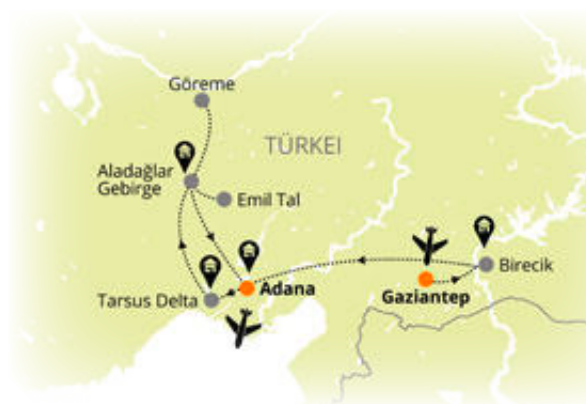 Göreme
TÜRKEI
Aladağlar
Gebirge
Emil Tal
Birecik
Tarsus Delta
Adana
Gaziantep